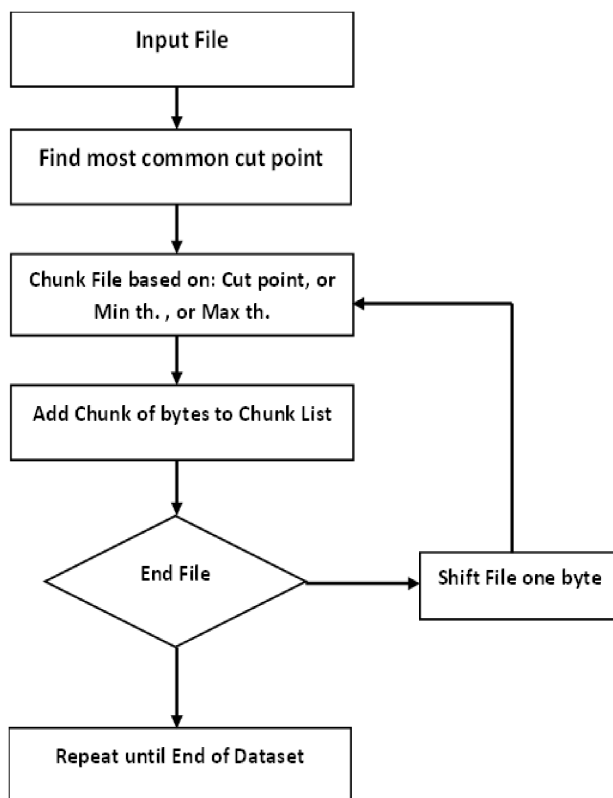 Input File
Find most common cut point
Chunk File based on: Cut point, or
Min th. , or Max th.
Add Chunk of bytes to Chunk List
End File
Shift File one byte
Repeat until End of Dataset